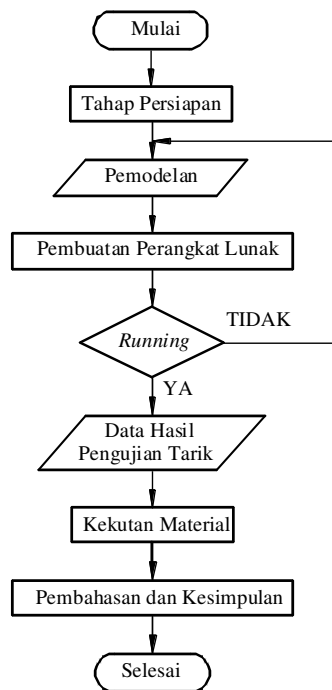 Mulai
Tahap Persiapan
Pemodelan
Pembuatan Perangkat Lunak
Running
TIDAK
YA
Data Hasil
Pengujian Tarik
Kekutan Material
Pembahasan dan Kesimpulan
Selesai